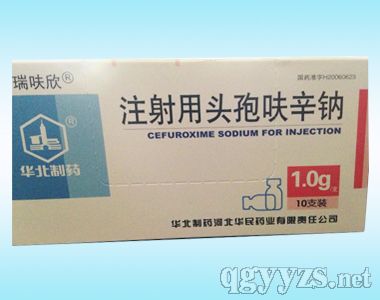 瑞呋欣®
国药准字H20060623
注射用头孢呋辛钠
CEFUROXIME SODIUM FOR INJECTION
®
华北制药
1.0g/支
10支装
华北制药河北华民药业有限责任公司
qgyyzs.net